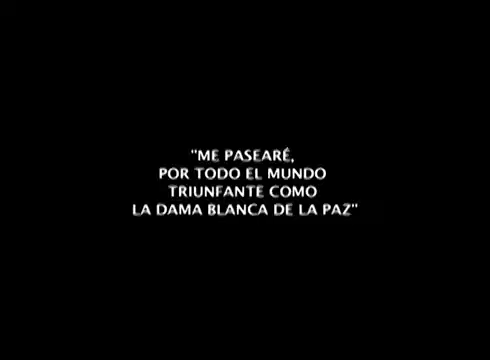 "ME PASEARÉ,
POR TODO EL MUNDO
TRIUNFANTE COMO
LA DAMA BLANCA DE LA PAZ"